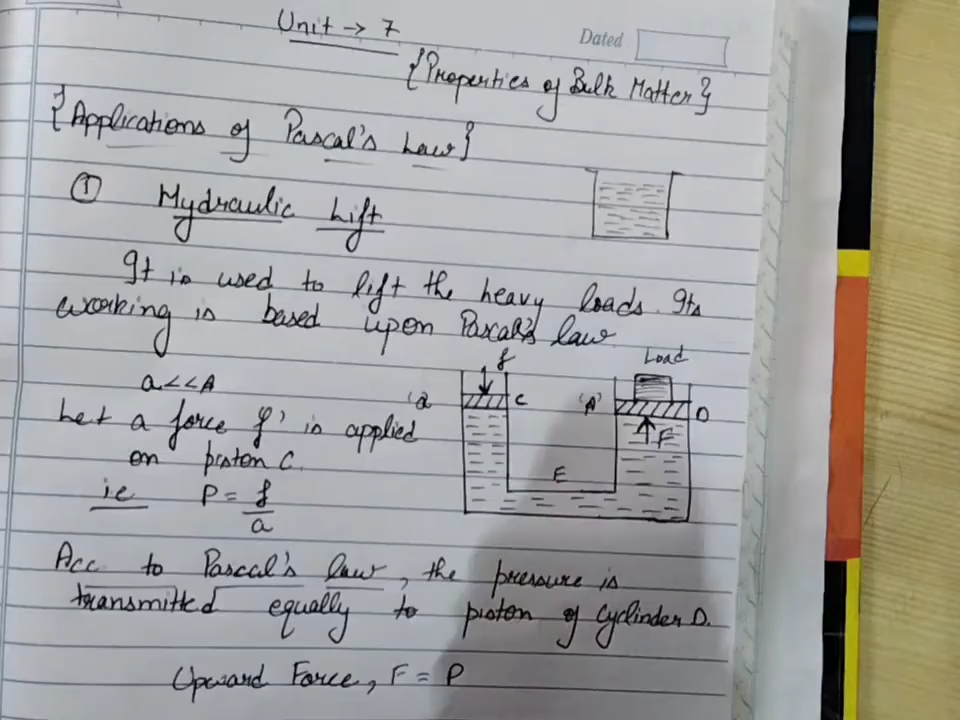 Unit → 7
Dated
{Properties of Bulk Matter}
{Applications of Pascal's Law}
① Hydraulic Lift
It is used to lift the heavy loads. Its
working is based upon Pascal's law
a<<A
Let a force f' is applied
on piston C.
ie P = f/a
f
Load
'a
C
'A'
D
F
E
Acc to Pascal's law, the pressure is
transmitted equally to piston of cylinder D.
Upward Force, F = P